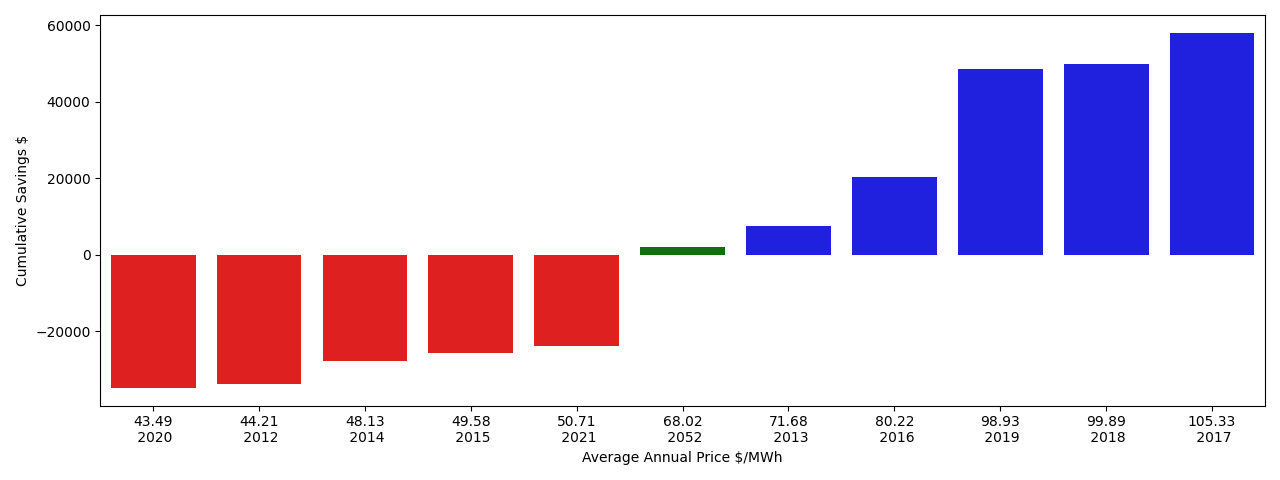 60000
40000
20000
0
−20000
Cumulative Savings $
43.49 44.21 48.13 49.58 50.71 68.02 71.68 80.22 98.93 99.89 105.33
2020 2012 2014 2015 2021 2052 2013 2016 2019 2018 2017
Average Annual Price $/MWh